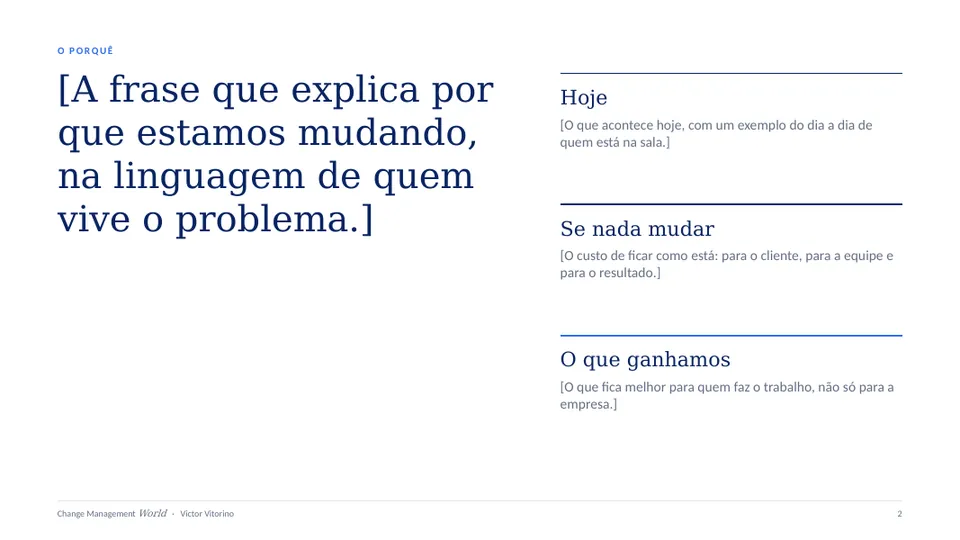 O PORQUÊ
[A frase que explica por
que estamos mudando,
na linguagem de quem
vive o problema.]
Hoje
[O que acontece hoje, com um exemplo do dia a dia de
quem está na sala.]
Se nada mudar
[O custo de ficar como está: para o cliente, para a equipe e
para o resultado.]
O que ganhamos
[O que fica melhor para quem faz o trabalho, não só para a
empresa.]
Change Management World · Victor Vitorino
2